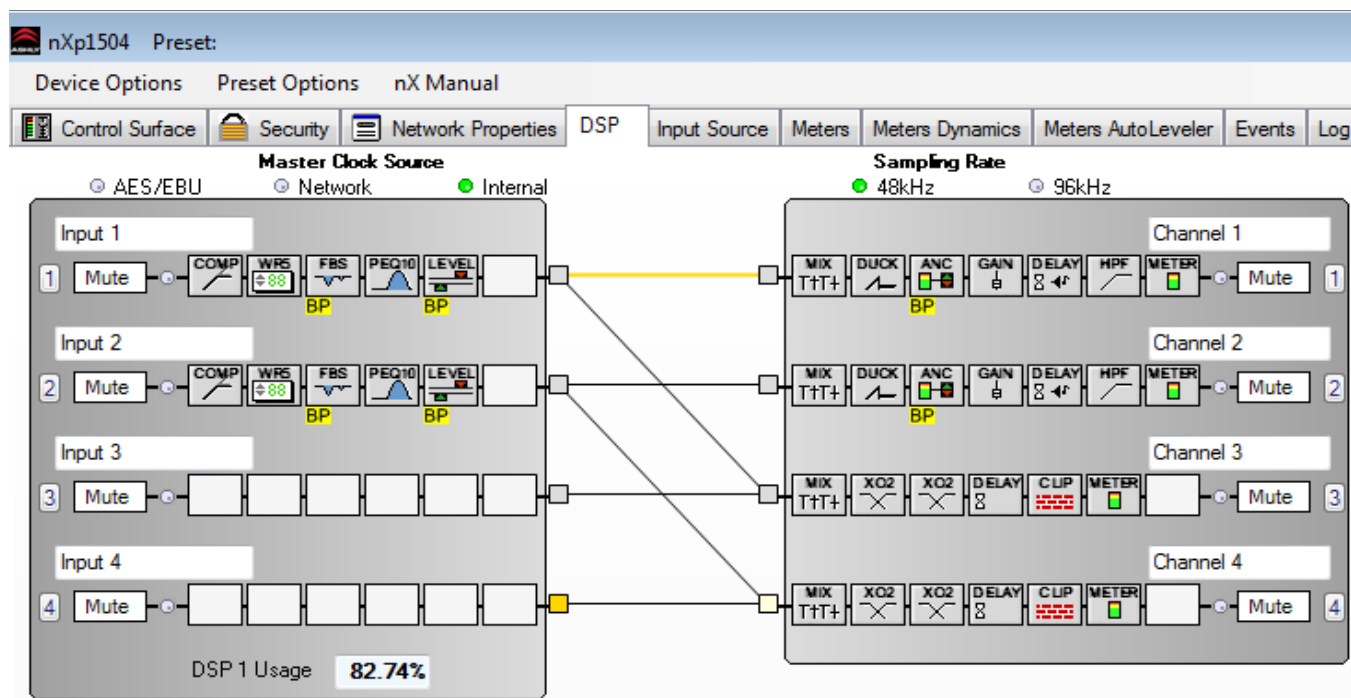 nXp1504 Preset:
Device Options Preset Options nX Manual
Control Surface Security Network Properties DSP Input Source Meters Meters Dynamics Meters AutoLeveler Events Log
Master Clock Source Sampling Rate
AES/EBU Network Internal 48kHz 96kHz
Input 1 Channel 1
COMP WR5 FBS PEQ10 LEVEL MIX DUCK ANC GAIN DELAY HPF METER
1 Mute 88 Mute 1
BP BP BP
Input 2 Channel 2
COMP WR5 FBS PEQ10 LEVEL MIX DUCK ANC GAIN DELAY HPF METER
2 Mute 88 Mute 2
BP BP BP
Input 3 Channel 3
MIX XO2 XO2 DELAY CLIP METER
3 Mute Mute 3
Input 4 Channel 4
MIX XO2 XO2 DELAY CLIP METER
4 Mute Mute 4
DSP 1 Usage 82.74%